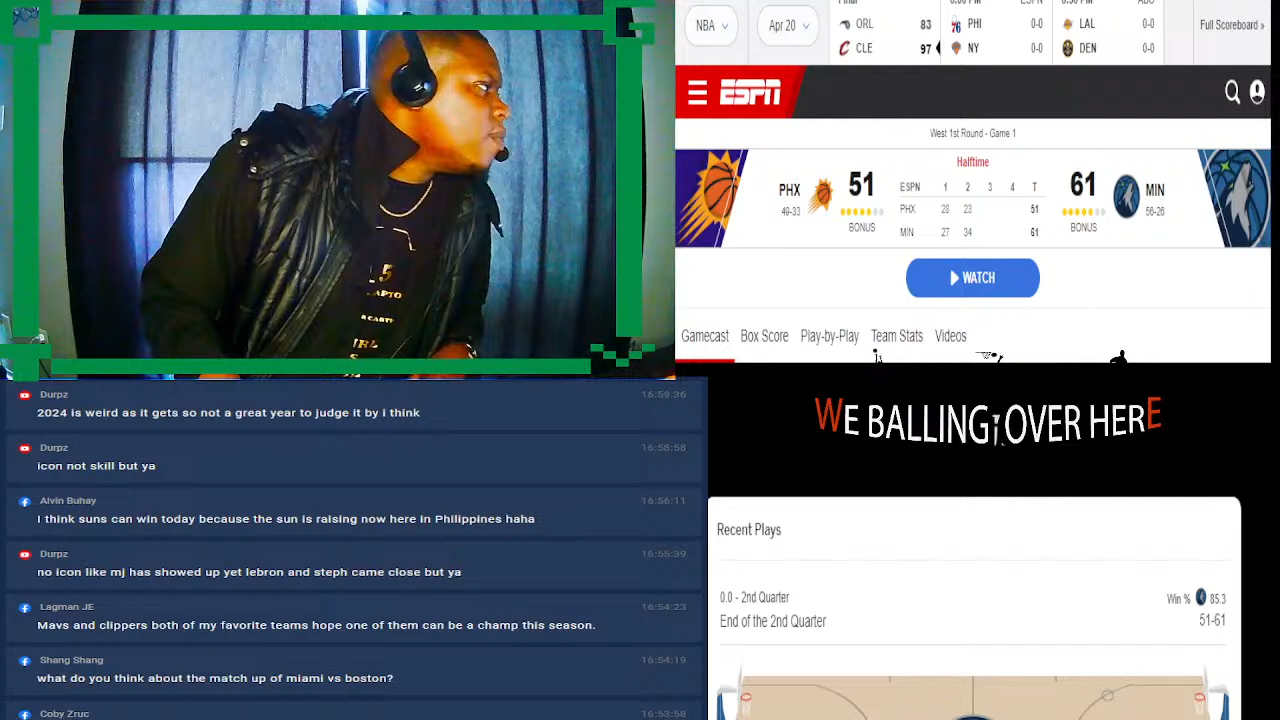 15
NBA
Apr 20
Final
ORL 83
CLE 97
8:00 PM ESPN
PHI 0-0
NY 0-0
8:30 PM ABC
LAL 0-0
DEN 0-0
Full Scoreboard »
ESPN
West 1st Round - Game 1
Halftime
PHX
49-33
51
BONUS
ESPN 1 2 3 4 T
PHX 28 23 51
MIN 27 34 61
61
BONUS
MIN
56-26
WATCH
Gamecast Box Score Play-by-Play Team Stats Videos
Durpz 16:59:36
2024 is weird as it gets so not a great year to judge it by i think
Durpz 16:58:58
icon not skill but ya
Alvin Buhay 16:56:11
I think suns can win today because the sun is raising now here in Philippines haha
Durpz 16:55:39
no icon like mj has showed up yet lebron and steph came close but ya
Lagman JE 16:54:23
Mavs and clippers both of my favorite teams hope one of them can be a champ this season.
Shang Shang 16:54:19
what do you think about the match up of miami vs boston?
Coby Zruc 16:53:58
WE BALLING OVER HERE
Recent Plays
0.0 - 2nd Quarter
Win % 85.3
End of the 2nd Quarter
51-61